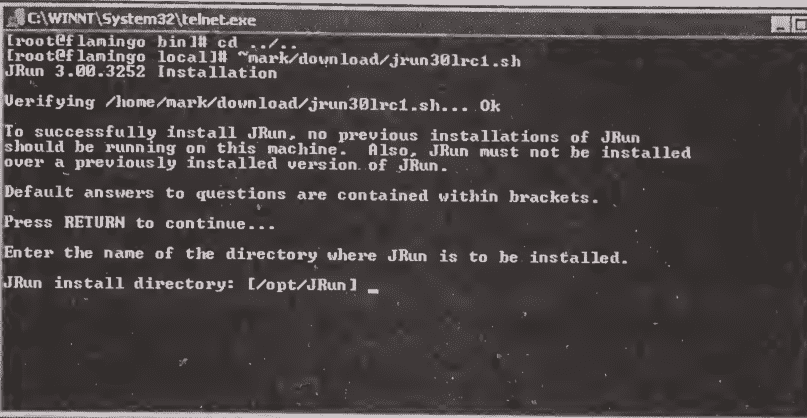 C:\WINNT\System32\telnet.exe
[root@flamingo bin]# cd ../..
[root@flamingo local]# ~mark/download/jrun30lrc1.sh
JRun 3.00.3252 Installation
Verifying /home/mark/download/jrun30lrc1.sh... Ok
To successfully install JRun, no previous installations of JRun
should be running on this machine.  Also, JRun must not be installed
over a previously installed version of JRun.
Default answers to questions are contained within brackets.
Press RETURN to continue...
Enter the name of the directory where JRun is to be installed.
JRun install directory: [/opt/JRun] _